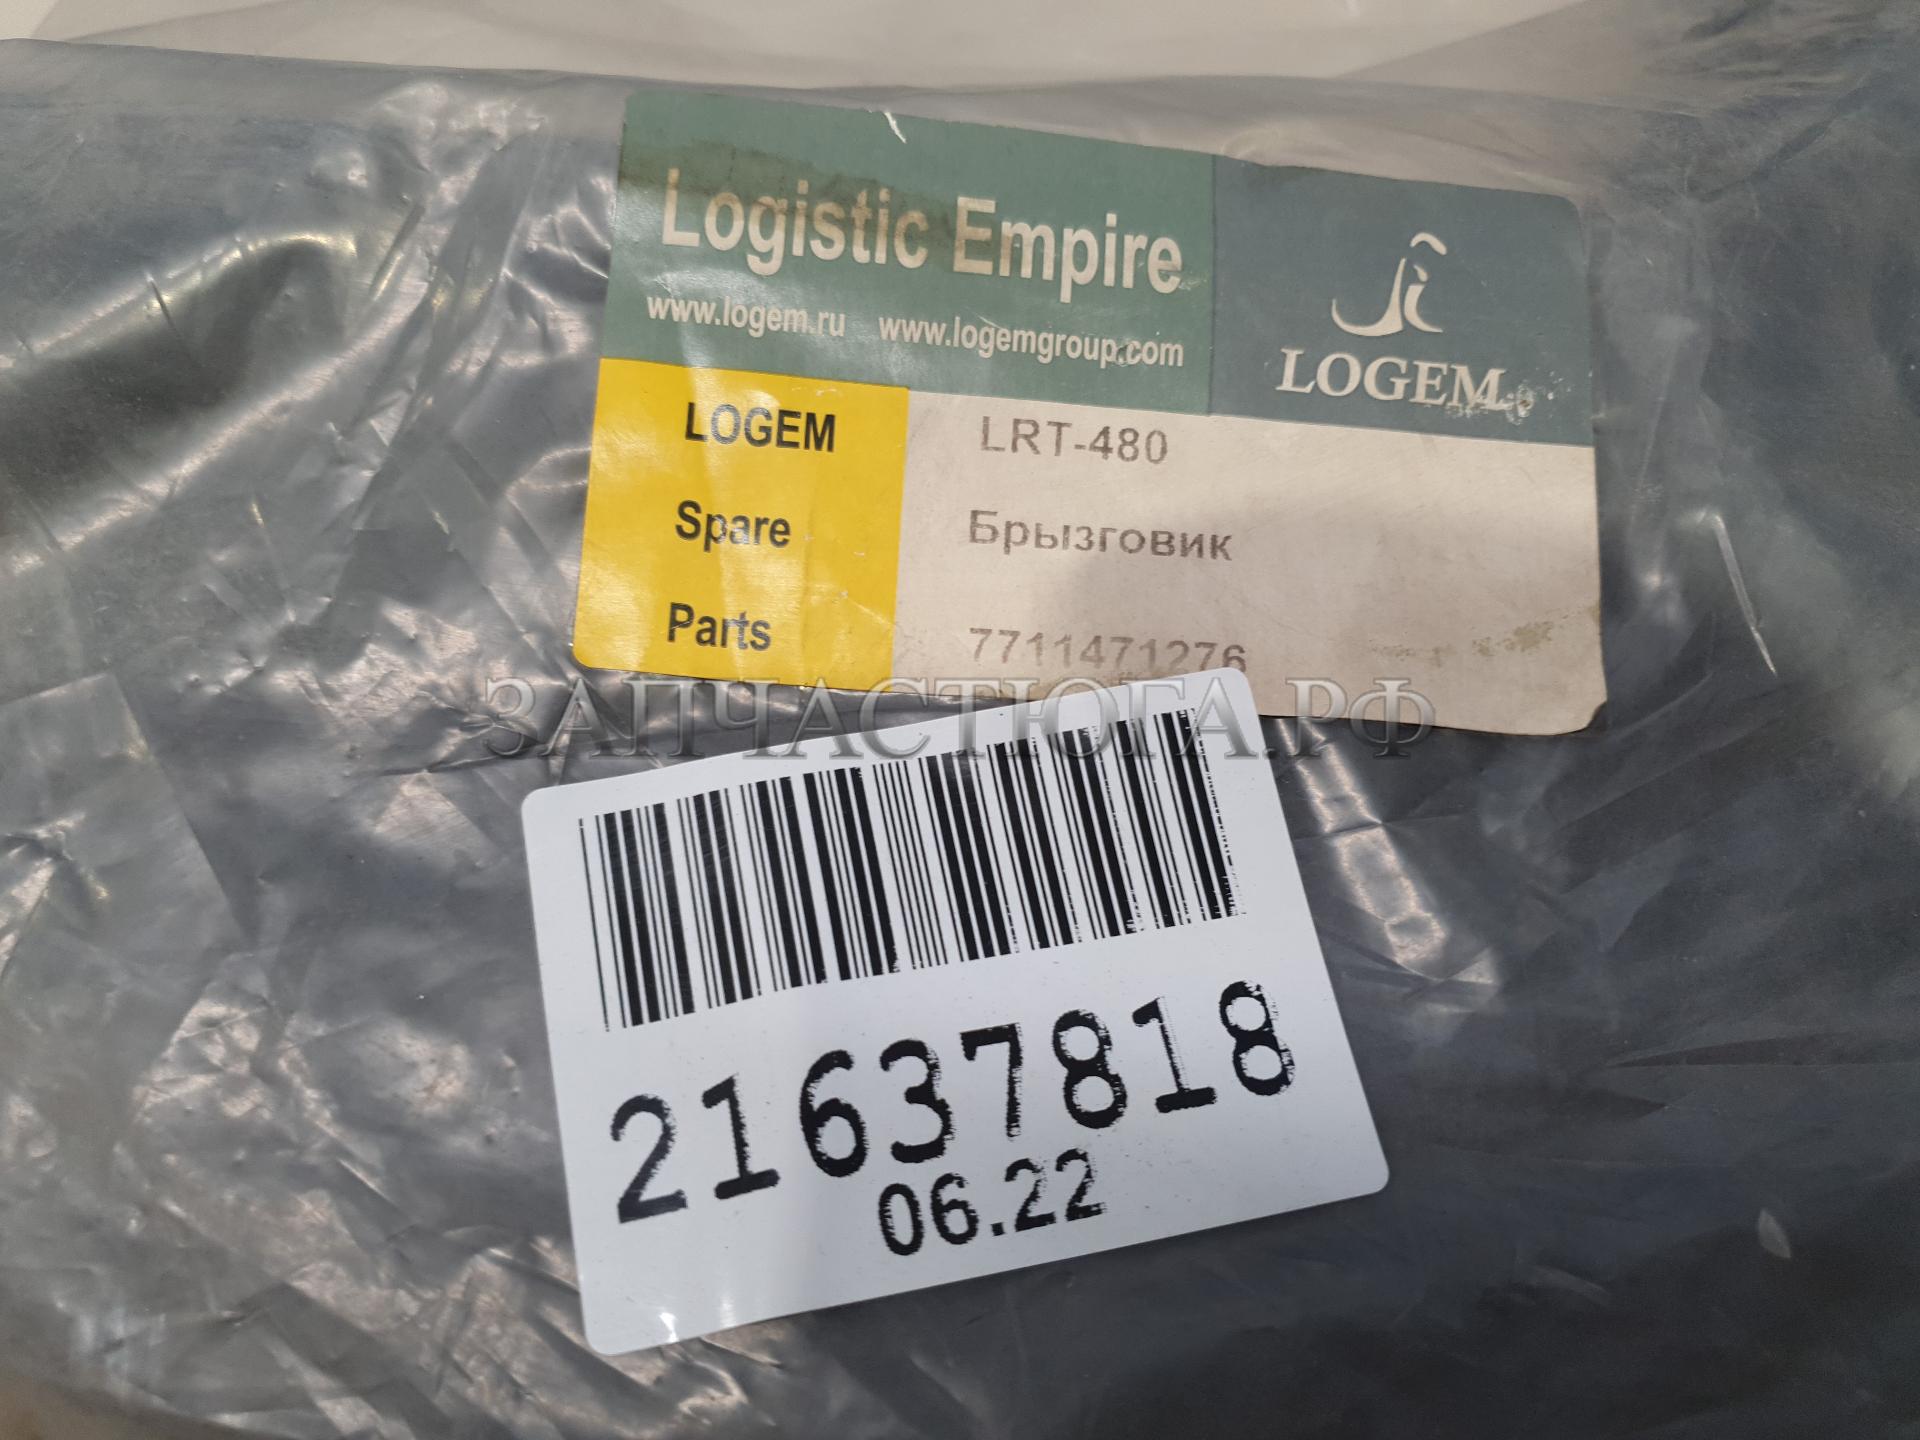 Logistic Empire
www.logem.ru www.logemgroup.com
LOGEM
LOGEM
Spare
Parts
LRT-480
Брызговик
7711471276
ЗАПЧАСТЮГА.РФ
21637818
06.22